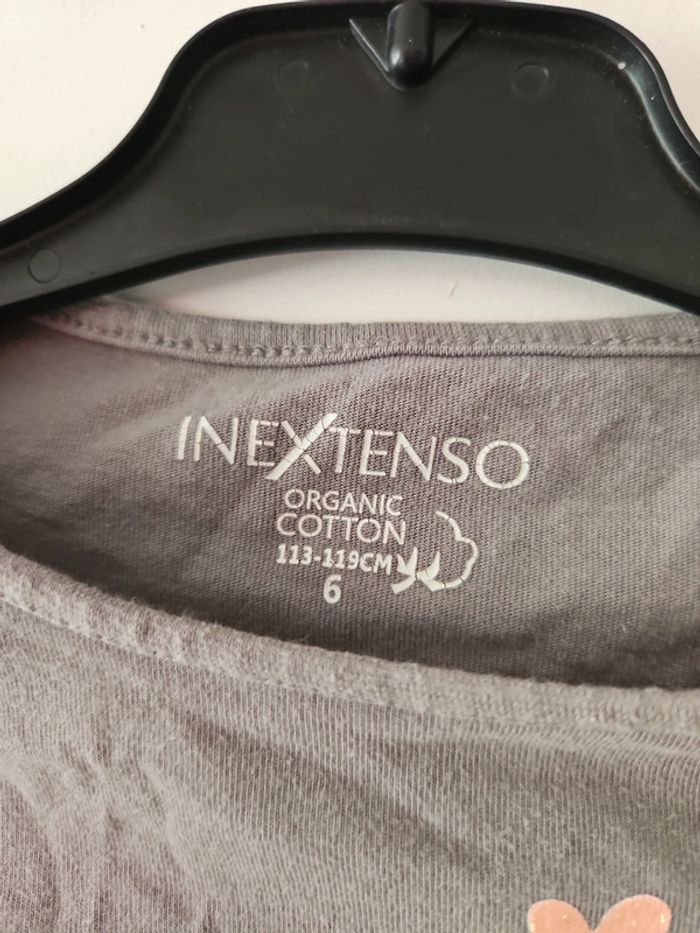 INEXTENSO
ORGANIC
COTTON
113-119CM
6